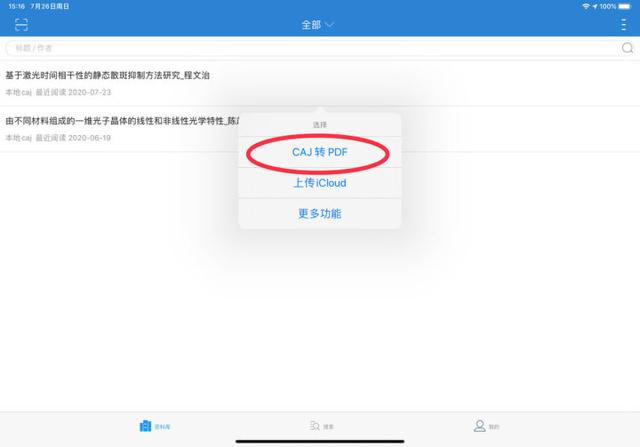 15:16 7月26日周日
100%
全部
标题 / 作者
基于激光时间相干性的静态散斑抑制方法研究_程文治
本地caj 最近阅读 2020-07-23
由不同材料组成的一维光子晶体的线性和非线性光学特性_陈
本地caj 最近阅读 2020-06-19
选择
CAJ 转 PDF
上传iCloud
更多功能
资料库
搜索
我的